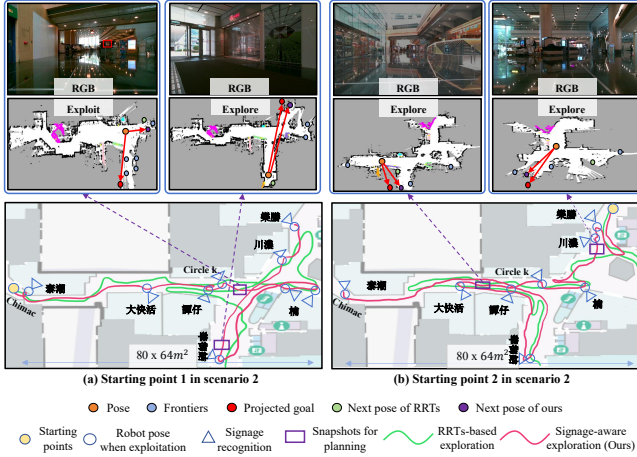 RGB
RGB
RGB
RGB
Exploit
Explore
Explore
Explore
樂膳
川濃
Circle k
泰潮
Chimac
大快活
譚仔
楠
80 x 64m²
樂膳
川濃
Circle k
泰潮
Chimac
大快活
譚仔
楠
80 x 64m²
(a) Starting point 1 in scenario 2
(b) Starting point 2 in scenario 2
Pose
Frontiers
Projected goal
Next pose of RRTs
Next pose of ours
Starting points
Robot pose when exploitation
Signage recognition
Snapshots for planning
RRTs-based exploration
Signage-aware exploration (Ours)